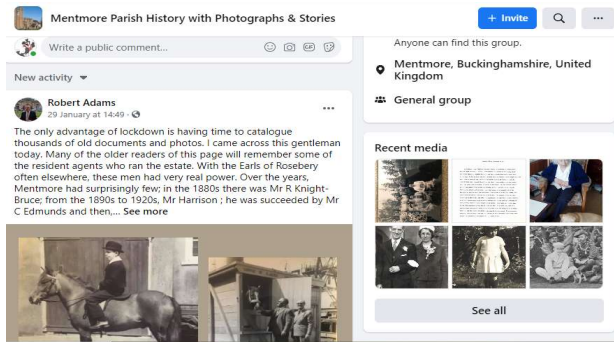 Mentmore Parish History with Photographs & Stories
+ Invite
...
Write a public comment...
GIF
New activity
Robert Adams
29 January at 14:49 ·
...
The only advantage of lockdown is having time to catalogue
thousands of old documents and photos. I came across this gentleman
today. Many of the older readers of this page will remember some of
the resident agents who ran the estate. With the Earls of Rosebery
often elsewhere, these men had very real power. Over the years,
Mentmore had surprisingly few; in the 1880s there was Mr R Knight-
Bruce; from the 1890s to 1920s, Mr Harrison ; he was succeeded by Mr
C Edmunds and then,... See more
Anyone can find this group.
Mentmore, Buckinghamshire, United
Kingdom
General group
Recent media
See all